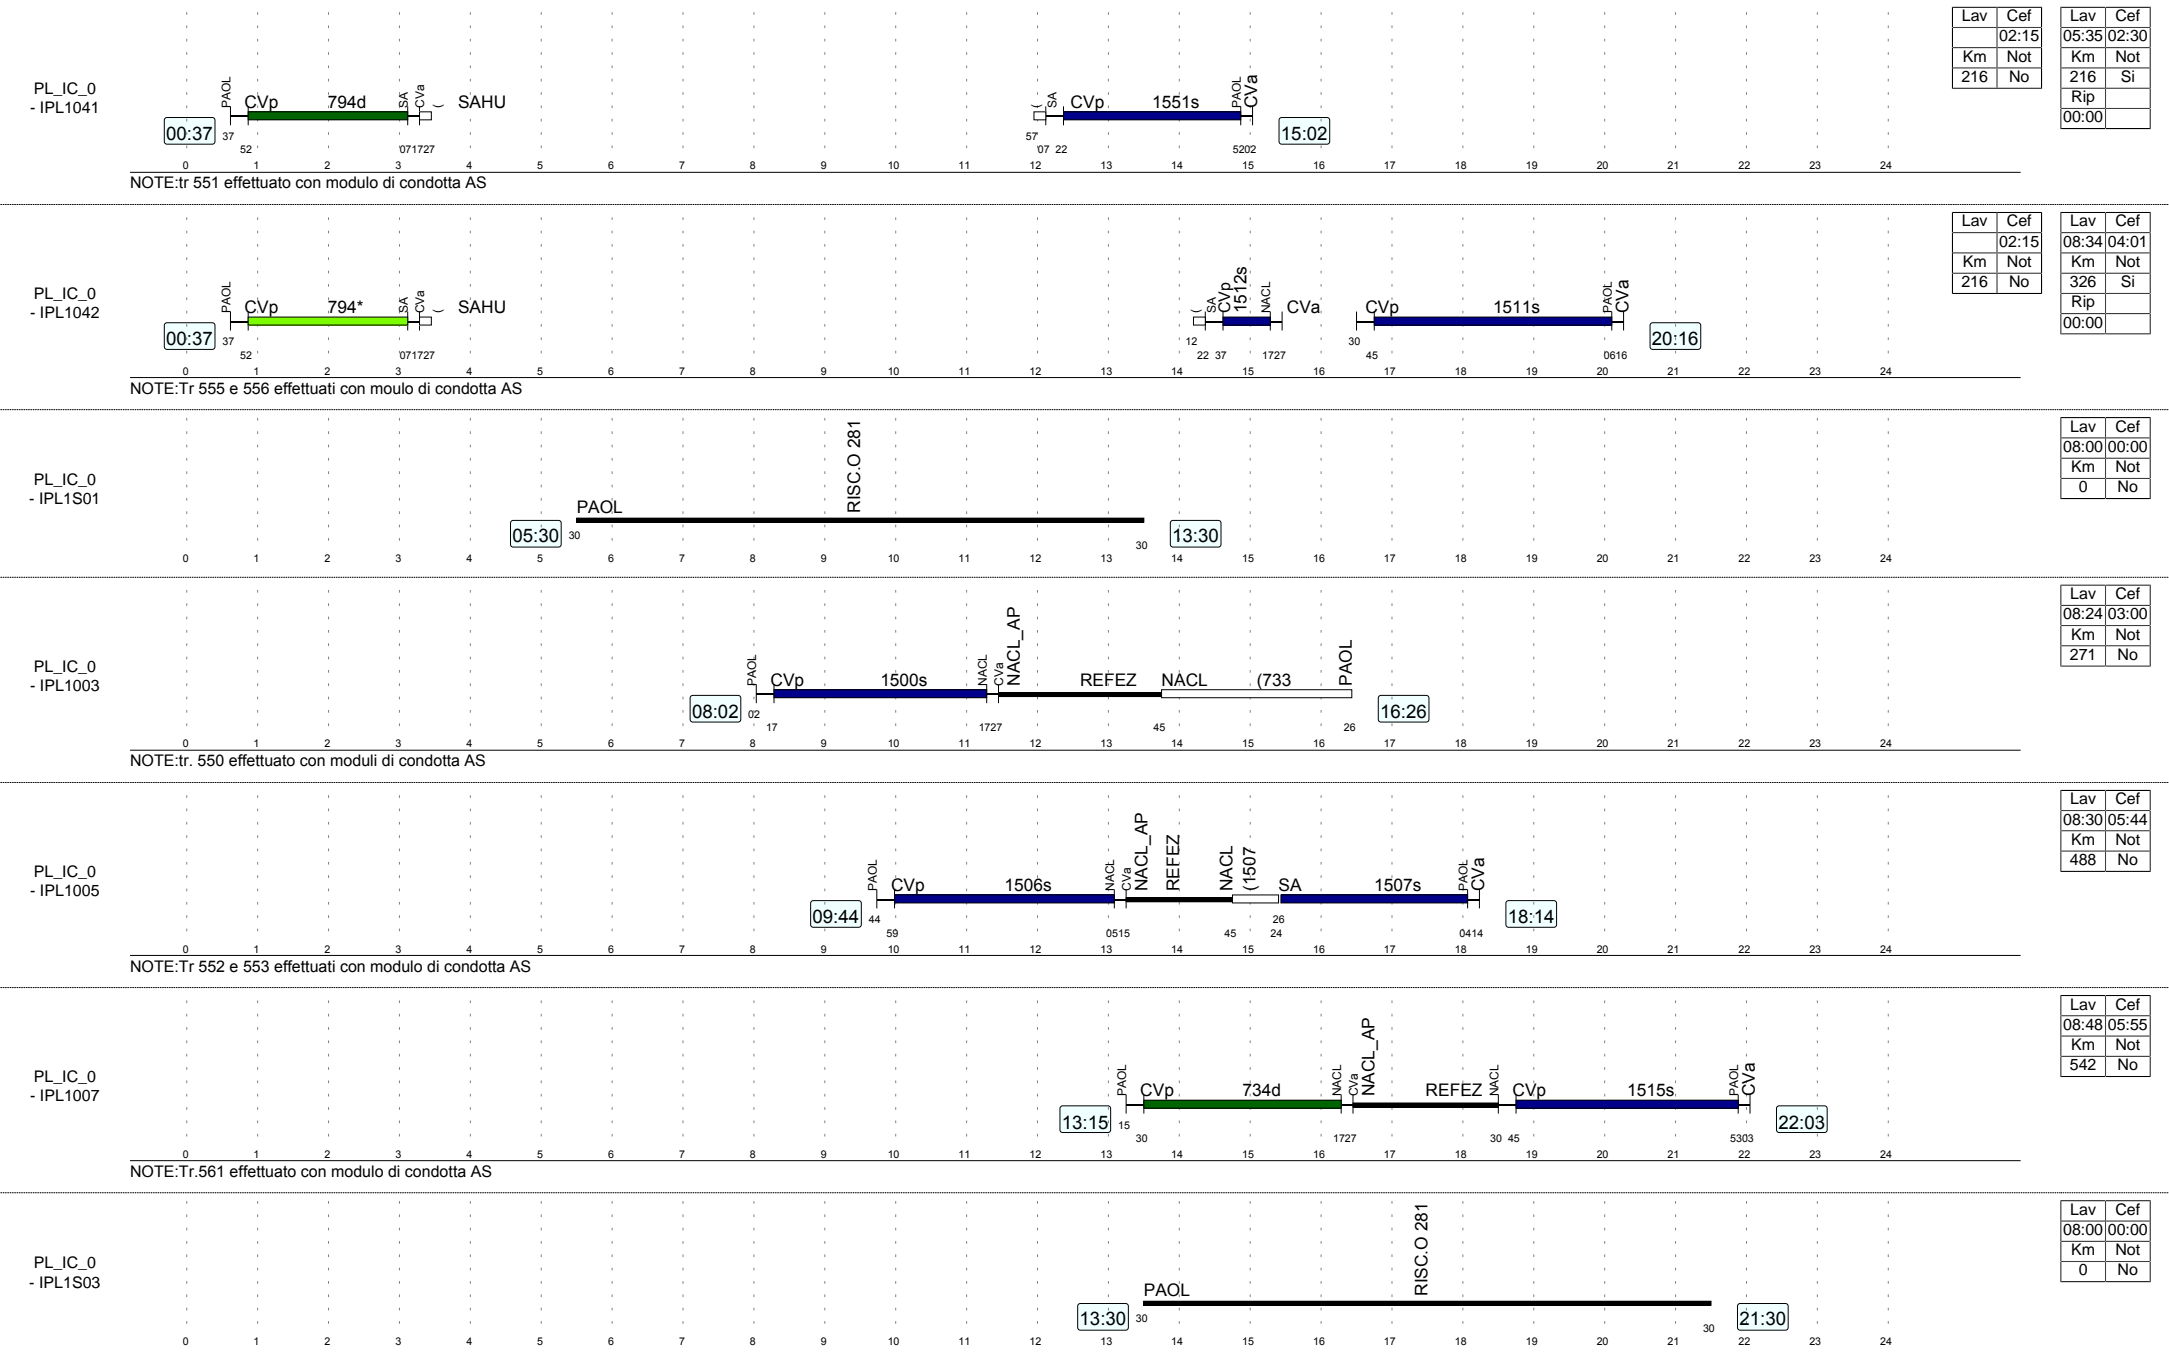 Lav Cef Lav Cef
02:15 05:35 02:30
Km Not Km Not
216 No 216 Si
Rip
00:00
PL_IC_0
- IPL1041
00:37
PAOL CVp 794d SA CVa ( SAHU
( SA CVp 1551s PAOL CVa
15:02
37 57
52 071727 07 22 5202
0 1 2 3 4 5 6 7 8 9 10 11 12 13 14 15 16 17 18 19 20 21 22 23 24
NOTE:tr 551 effettuato con modulo di condotta AS
Lav Cef Lav Cef
02:15 08:34 04:01
Km Not Km Not
216 No 326 Si
Rip
00:00
PL_IC_0
- IPL1042
00:37
PAOL CVp 794* SA CVa ( SAHU
( SA CVp 1512s NACL CVa CVp 1511s PAOL CVa
20:16
37 12 30
52 071727 22 37 1727 45 0616
0 1 2 3 4 5 6 7 8 9 10 11 12 13 14 15 16 17 18 19 20 21 22 23 24
NOTE:Tr 555 e 556 effettuati con moulo di condotta AS
Lav Cef
08:00 00:00
Km Not
0 No
PL_IC_0
- IPL1S01
05:30
PAOL RISC.O 281
13:30
30 30
0 1 2 3 4 5 6 7 8 9 10 11 12 13 14 15 16 17 18 19 20 21 22 23 24
Lav Cef
08:24 03:00
Km Not
271 No
PL_IC_0
- IPL1003
08:02
PAOL CVp 1500s NACL CVa NACL_AP REFEZ NACL (733 PAOL
16:26
02
17 1727 45 26
0 1 2 3 4 5 6 7 8 9 10 11 12 13 14 15 16 17 18 19 20 21 22 23 24
NOTE:tr. 550 effettuato con moduli di condotta AS
Lav Cef
08:30 05:44
Km Not
488 No
PL_IC_0
- IPL1005
09:44
PAOL CVp 1506s NACL CVa NACL_AP REFEZ NACL (1507 SA 1507s PAOL CVa
18:14
44 26
59 0515 45 24 0414
0 1 2 3 4 5 6 7 8 9 10 11 12 13 14 15 16 17 18 19 20 21 22 23 24
NOTE:Tr 552 e 553 effettuati con modulo di condotta AS
Lav Cef
08:48 05:55
Km Not
542 No
PL_IC_0
- IPL1007
13:15
PAOL CVp 734d NACL CVa NACL_AP REFEZ NACL CVp 1515s PAOL CVa
22:03
15
30 1727 30 45 5303
0 1 2 3 4 5 6 7 8 9 10 11 12 13 14 15 16 17 18 19 20 21 22 23 24
NOTE:Tr.561 effettuato con modulo di condotta AS
Lav Cef
08:00 00:00
Km Not
0 No
PL_IC_0
- IPL1S03
13:30
PAOL RISC.O 281
21:30
30 30
0 1 2 3 4 5 6 7 8 9 10 11 12 13 14 15 16 17 18 19 20 21 22 23 24